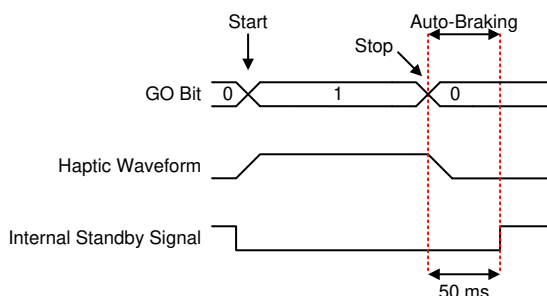 Start
Auto-Braking
Stop
GO Bit
0
1
0
Haptic Waveform
Internal Standby Signal
50 ms